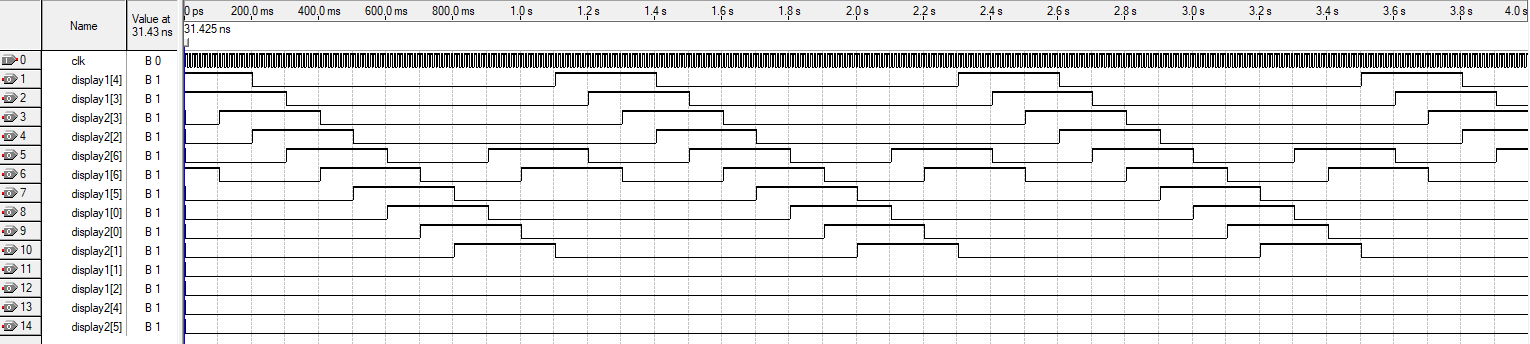 Name
Value at
31.43 ns
0 ps 200.0 ms 400.0 ms 600.0 ms 800.0 ms 1.0 s 1.2 s 1.4 s 1.6 s 1.8 s 2.0 s 2.2 s 2.4 s 2.6 s 2.8 s 3.0 s 3.2 s 3.4 s 3.6 s 3.8 s 4.0 s
31.425 ns
0 clk B 0
1 display1[4] B 1
2 display1[3] B 1
3 display2[3] B 1
4 display2[2] B 1
5 display2[6] B 1
6 display1[6] B 1
7 display1[5] B 1
8 display1[0] B 1
9 display2[0] B 1
10 display2[1] B 1
11 display1[1] B 1
12 display1[2] B 1
13 display2[4] B 1
14 display2[5] B 1